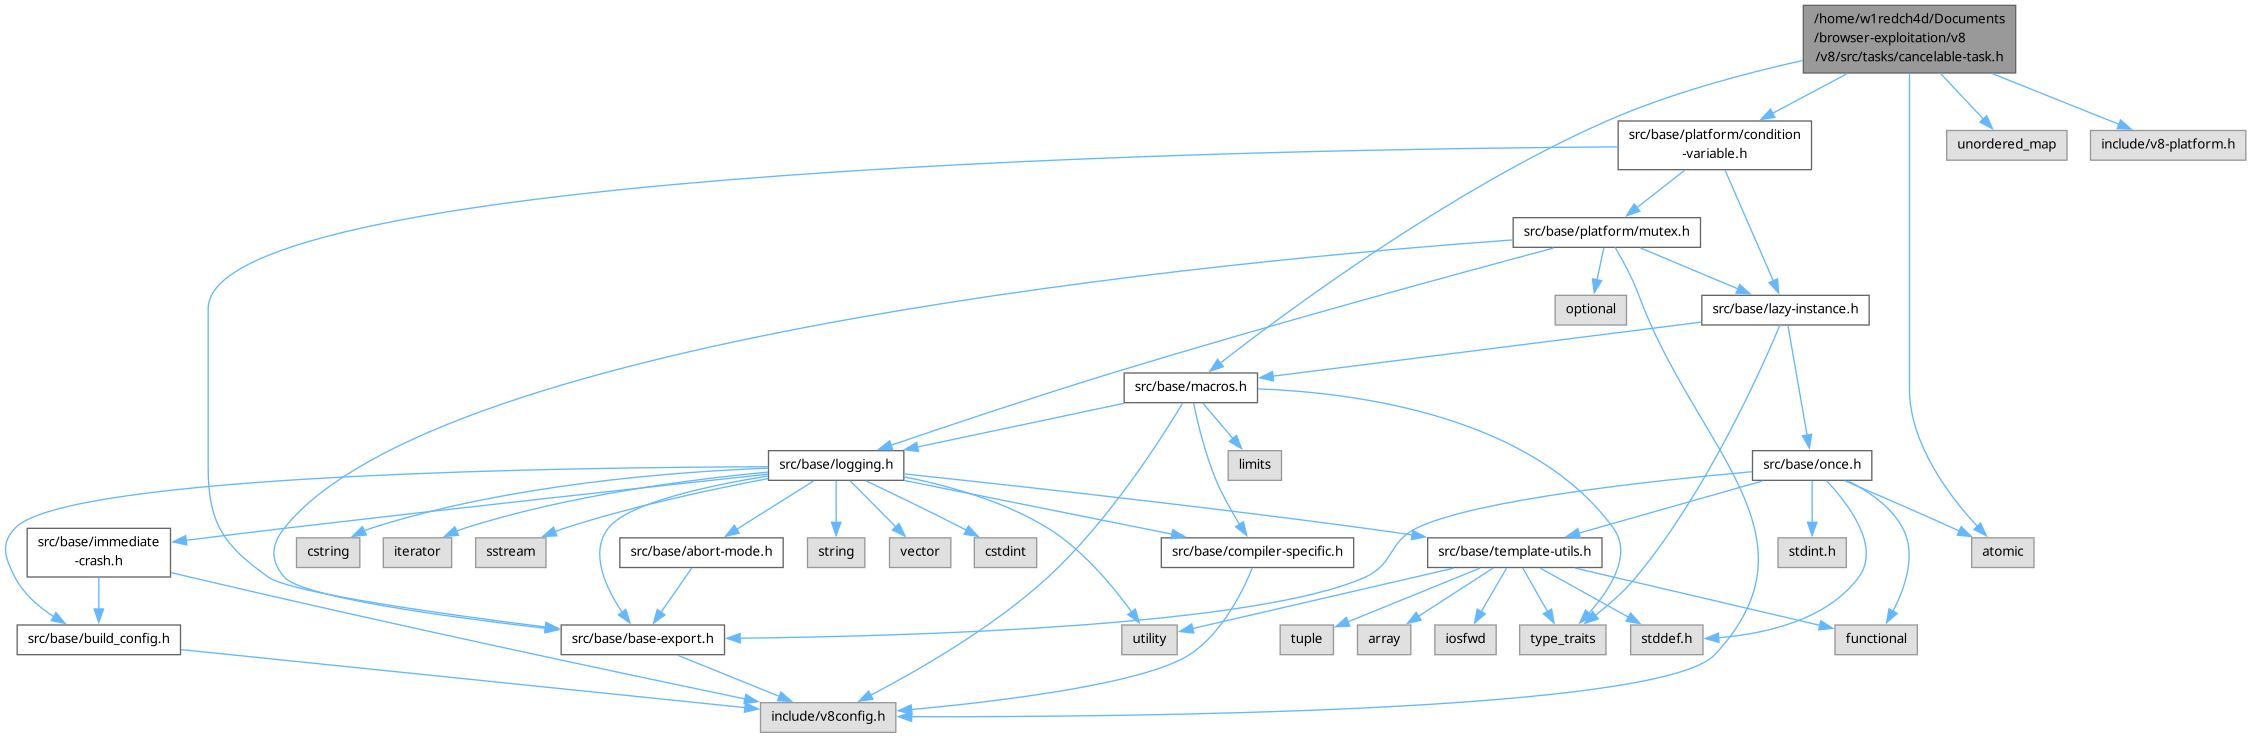 /home/w1redch4d/Documents
/browser-exploitation/v8
/v8/src/tasks/cancelable-task.h
src/base/platform/condition
-variable.h
unordered_map
include/v8-platform.h
src/base/platform/mutex.h
optional
src/base/lazy-instance.h
src/base/macros.h
src/base/logging.h
limits
src/base/once.h
src/base/immediate
-crash.h
cstring
iterator
sstream
src/base/abort-mode.h
string
vector
cstdint
src/base/compiler-specific.h
src/base/template-utils.h
stdint.h
atomic
src/base/build_config.h
src/base/base-export.h
utility
tuple
array
iosfwd
type_traits
stddef.h
functional
include/v8config.h